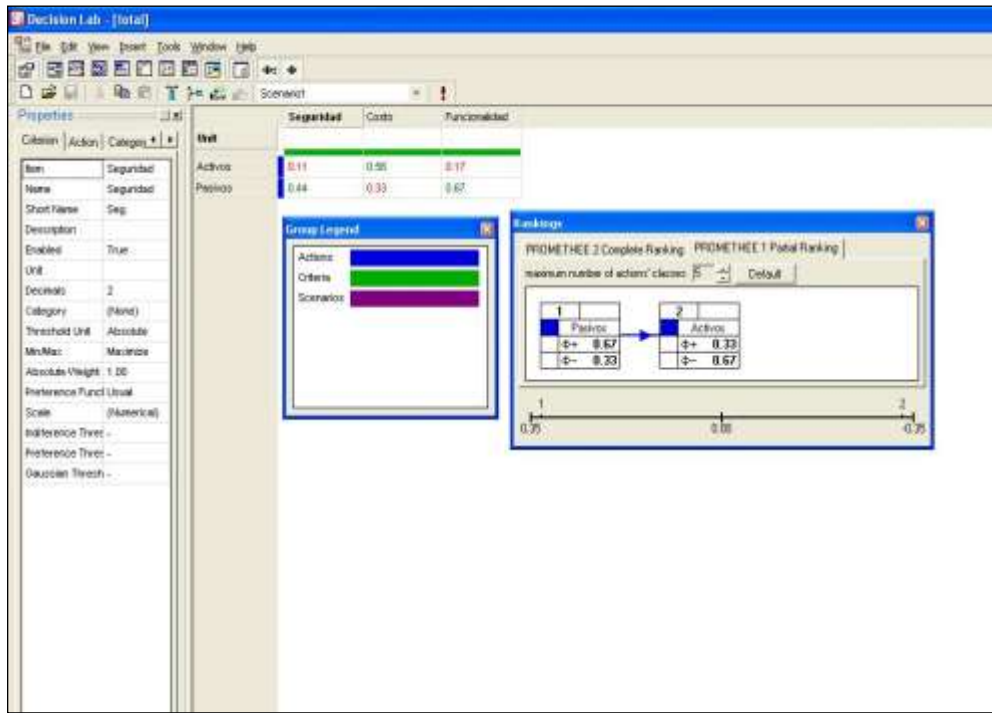 Decision Lab - [total]
File Edit View Insert Tools Window Help
Scenario1
Properties
Criterion Action Category
Item Seguridad
Name Seguridad
Short Name Seg
Description
Enabled True
Unit
Decimals 2
Category (None)
Threshold Unit Absolute
Min/Max Maximize
Absolute Weight 1.00
Preference Funct Usual
Scale (Numerical)
Indifference Thres -
Preference Thres -
Gaussian Thresh -
Seguridad Costo Funcionalidad
Unit
Activos 0.11 0.17
Pasivos 0.44 0.33 0.67
Group Legend
Actions
Criteria
Scenarios
Rankings
PROMETHEE 2 Complete Ranking PROMETHEE 1 Partial Ranking
maximum number of actions' classes: 5 Default
1 2
Pasivos Activos
Φ+ 0.67 Φ+ 0.33
Φ- 0.33 Φ- 0.67
1 2
0.35 0.00 -0.35